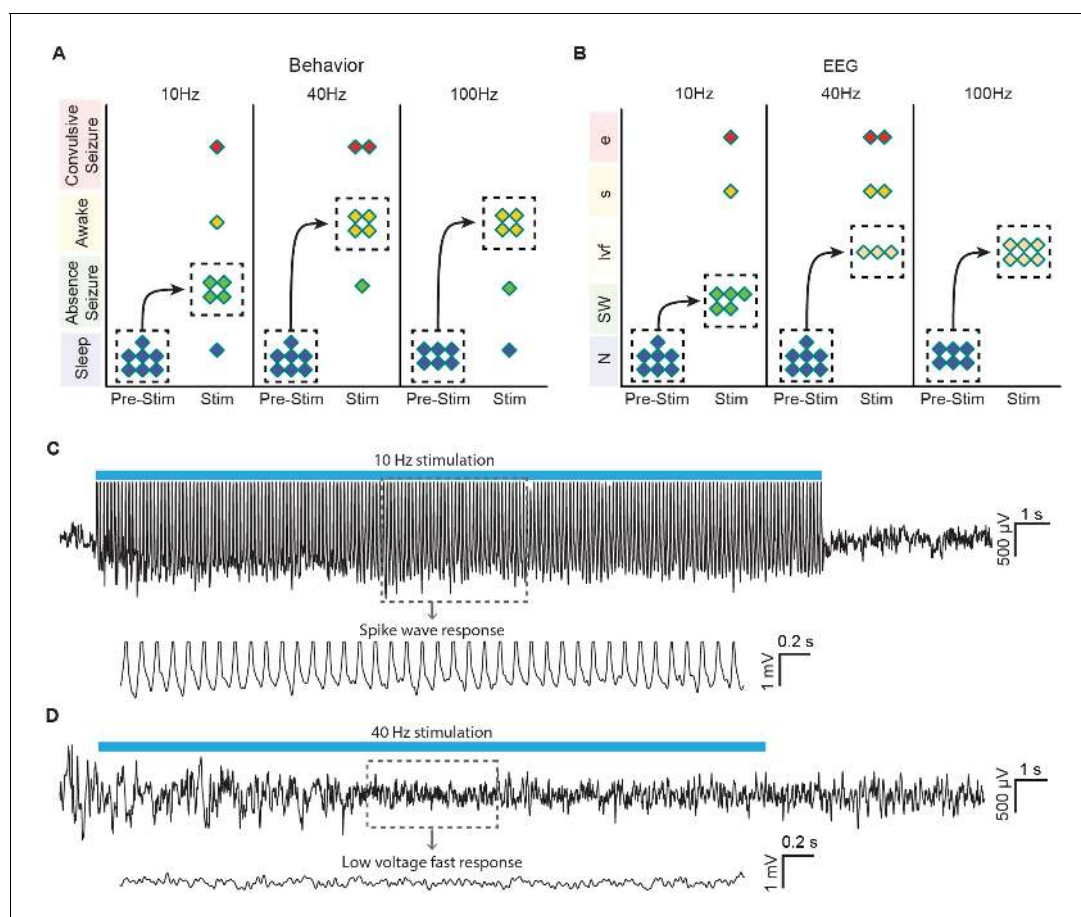 A
Behavior
10Hz
40Hz
100Hz
Convulsive
Seizure
Awake
Absence
Seizure
Sleep
Pre-Stim
Stim
Pre-Stim
Stim
Pre-Stim
Stim
B
EEG
10Hz
40Hz
100Hz
e
s
lvf
SW
N
Pre-Stim
Stim
Pre-Stim
Stim
Pre-Stim
Stim
C
10 Hz stimulation
1 s
500 µV
Spike wave response
0.2 s
1 mV
D
40 Hz stimulation
1 s
500 µV
Low voltage fast response
0.2 s
1 mV